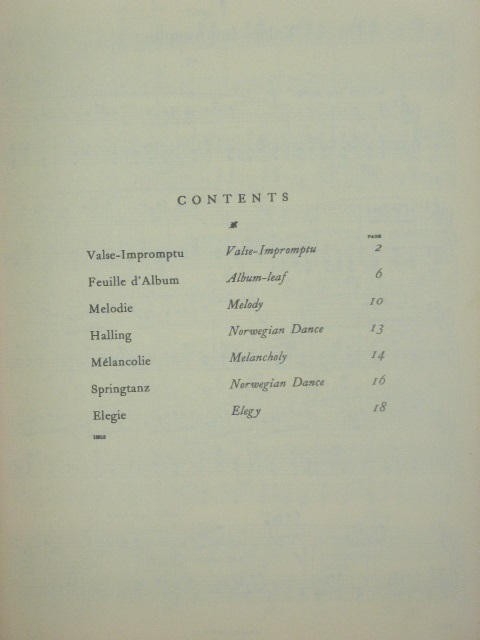 CONTENTS
PAGE
Valse-Impromptu Valse-Impromptu 2
Feuille d'Album Album-leaf 6
Melodie Melody 10
Halling Norwegian Dance 13
Mélancolie Melancholy 14
Springtanz Norwegian Dance 16
Elegie Elegy 18